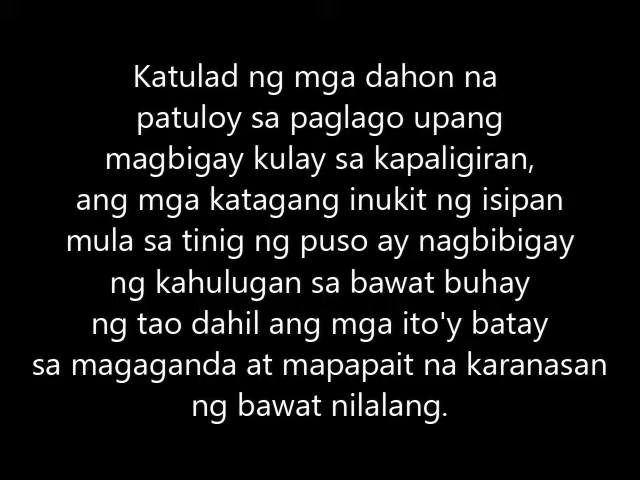 Katulad ng mga dahon na
patuloy sa paglago upang
magbigay kulay sa kapaligiran,
ang mga katagang inukit ng isipan
mula sa tinig ng puso ay nagbibigay
ng kahulugan sa bawat buhay
ng tao dahil ang mga ito'y batay
sa magaganda at mapapait na karanasan
ng bawat nilalang.